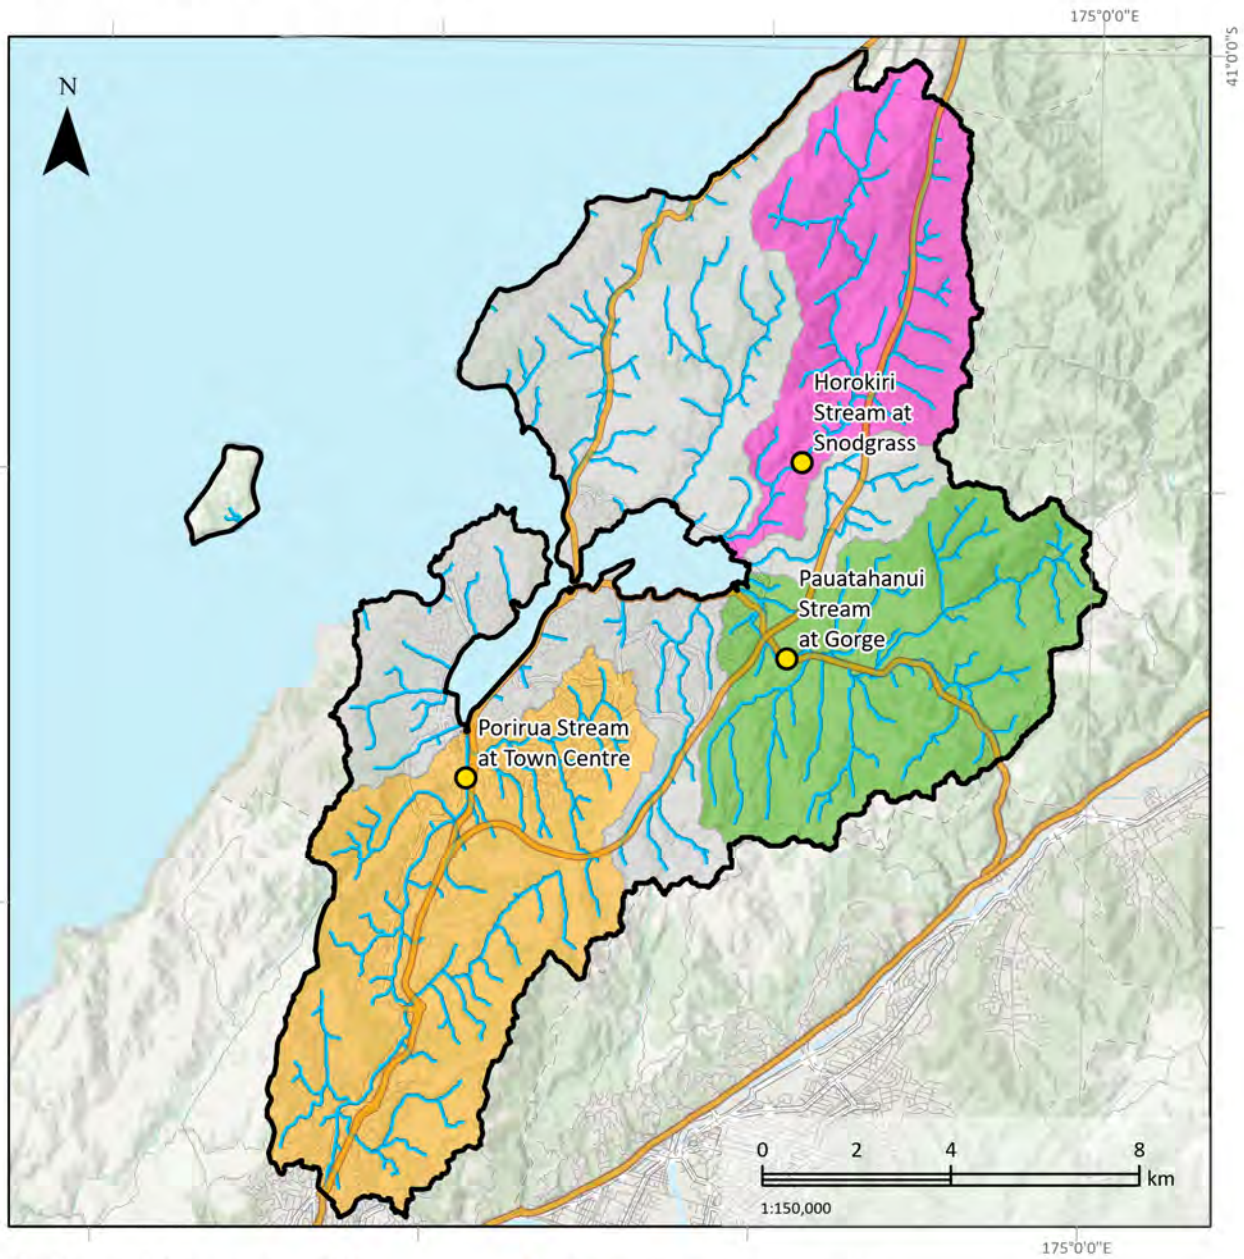 175°0'0"E
41°0'0"S
N
Horokiri
Stream at
Snodgrass
Pauatahanui
Stream
at Gorge
Porirua Stream
at Town Centre
0 2 4 8
km
1:150,000
175°0'0"E